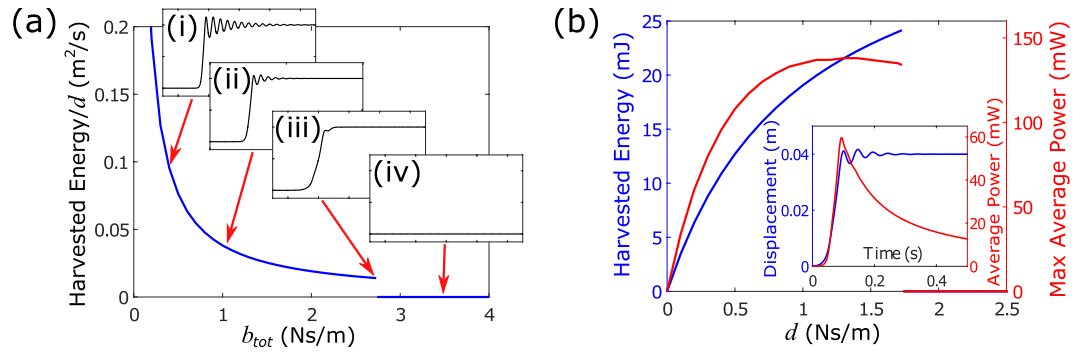 (a)
Harvested Energy/d (m²/s)
0.2
0.15
0.1
0.05
0
(i)
(ii)
(iii)
(iv)
0
1
2
3
4
b_tot (Ns/m)
(b)
Harvested Energy (mJ)
25
20
15
10
5
0
Displacement (m)
0.04
0.02
0
Time (s)
0
0.2
0,4
Average Power (mW)
60
40
20
0
0
0.5
1
1.5
2
2.5
d (Ns/m)
Max Average Power (mW)
150
100
50
0